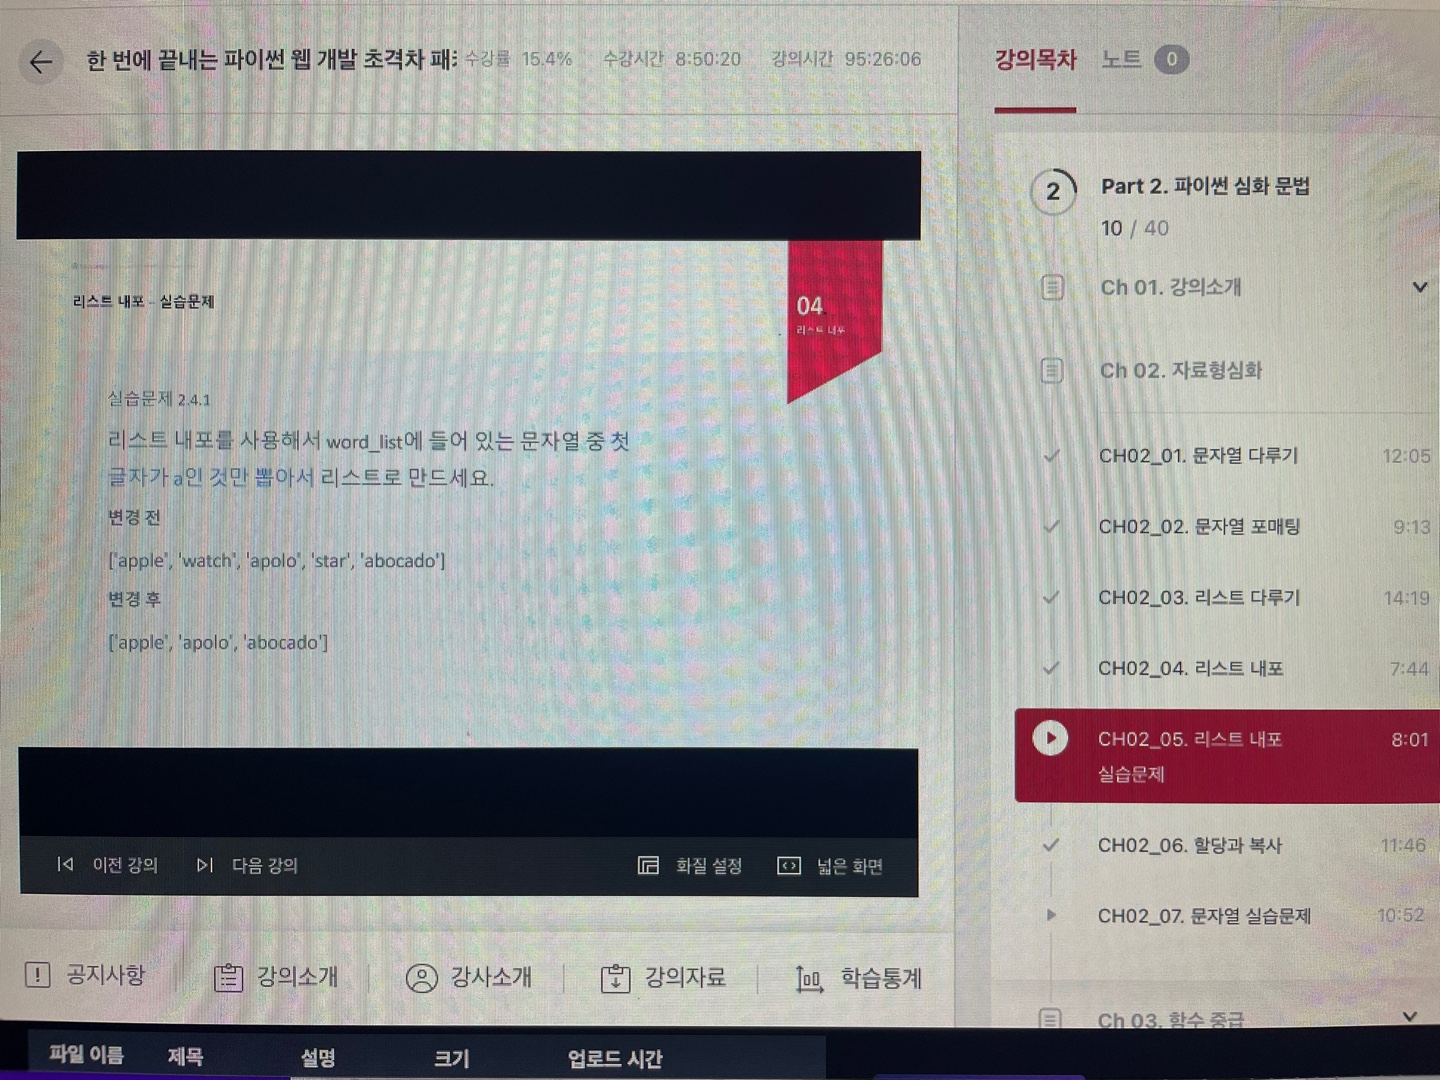 한 번에 끝내는 파이썬 웹 개발 초격차 패키 수강률 15.4% 수강시간 8:50:20 강의시간 95:26:06
강의목차 노트 0
리스트 내포 - 실습문제
04
리스트 내포
실습문제 2.4.1
리스트 내포를 사용해서 word_list에 들어 있는 문자열 중 첫
글자가 a인 것만 뽑아서 리스트로 만드세요.
변경 전
['apple', 'watch', 'apolo', 'star', 'abocado']
변경 후
['apple', 'apolo', 'abocado']
이전 강의 다음 강의 화질 설정 넓은 화면
공지사항 강의소개 강사소개 강의자료 학습통계
파일 이름 제목 설명 크기 업로드 시간
2 Part 2. 파이썬 심화 문법
10 / 40
Ch 01. 강의소개
Ch 02. 자료형심화
CH02_01. 문자열 다루기 12:05
CH02_02. 문자열 포매팅 9:13
CH02_03. 리스트 다루기 14:19
CH02_04. 리스트 내포 7:44
CH02_05. 리스트 내포 8:01
실습문제
CH02_06. 할당과 복사 11:46
CH02_07. 문자열 실습문제 10:52
Ch 03. 함수 중급